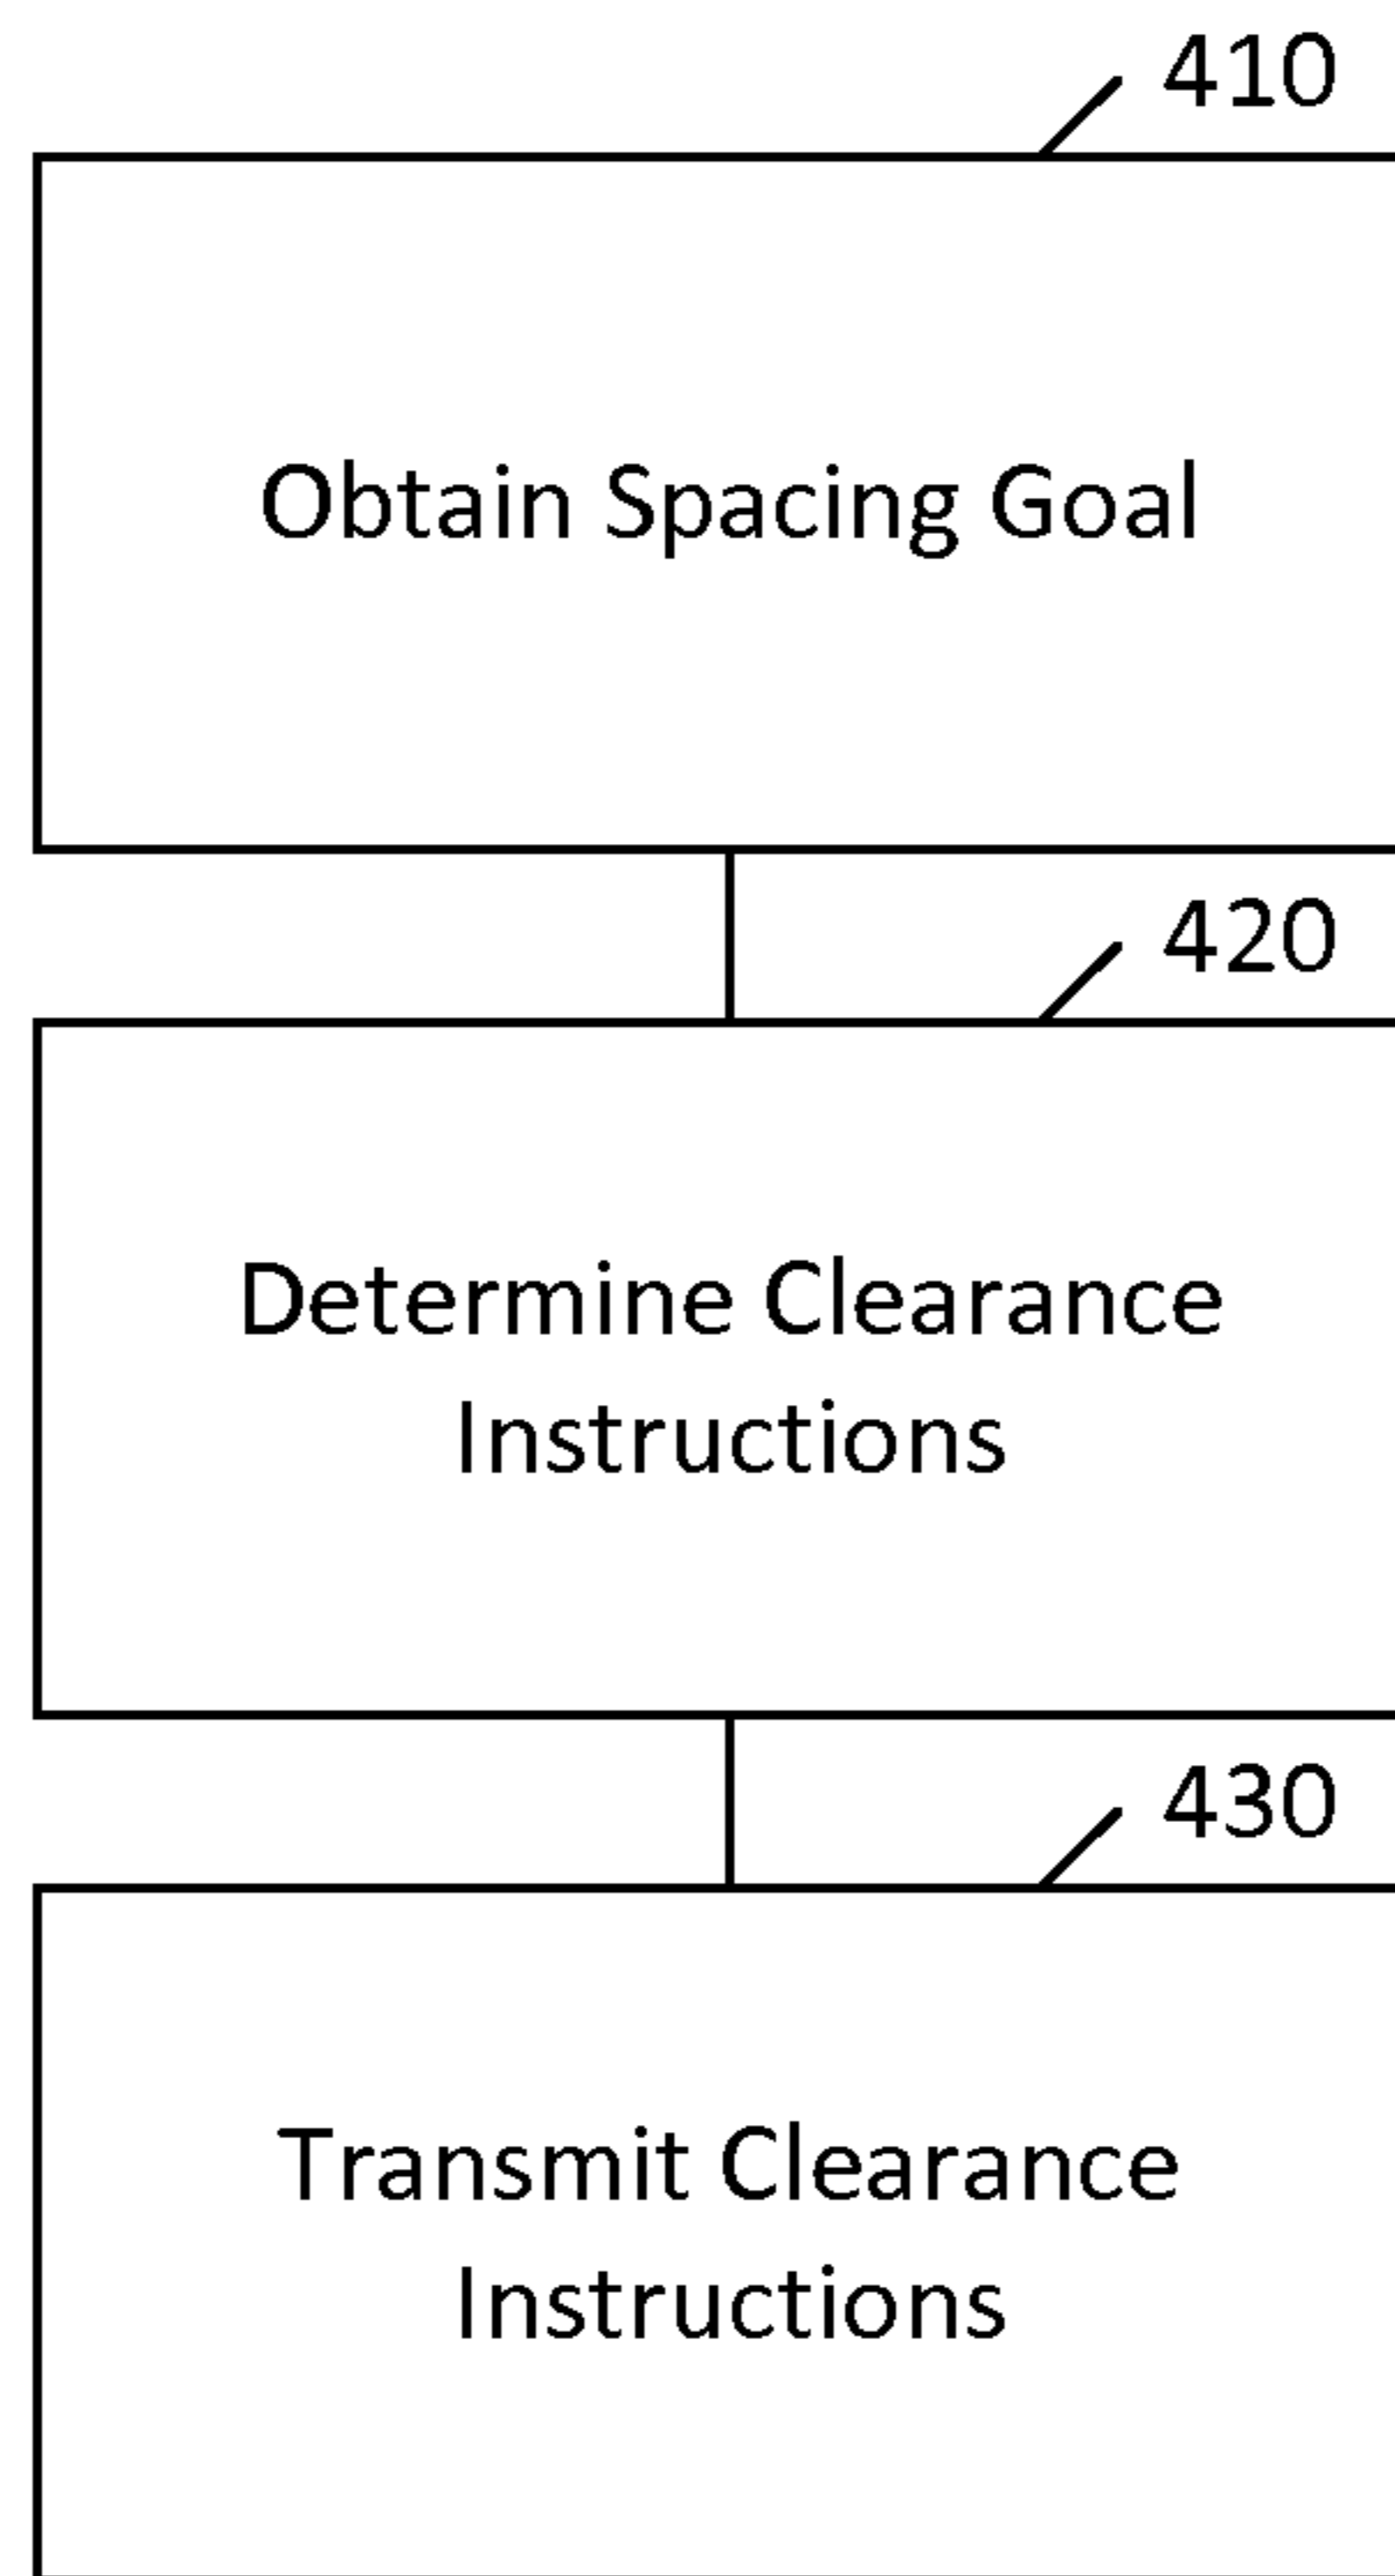 410
Obtain Spacing Goal
420
Determine Clearance
Instructions
430
Transmit Clearance
Instructions